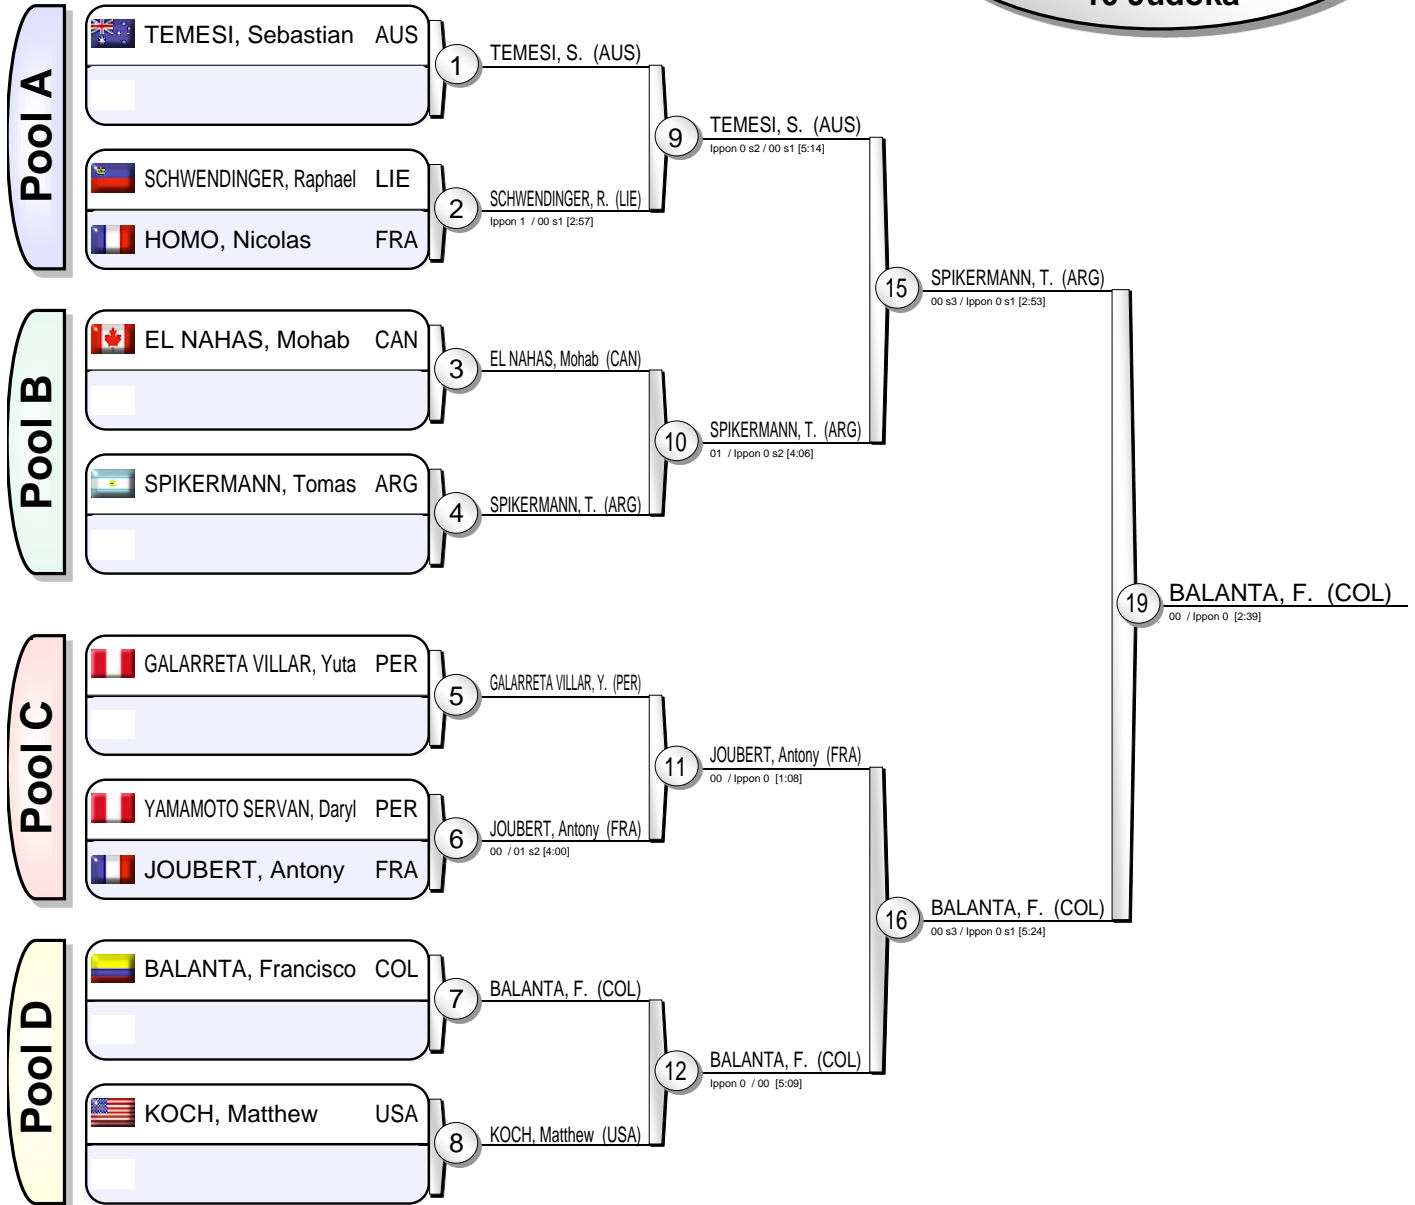 10 Judoka
Pool A
TEMESI, Sebastian AUS
SCHWENDINGER, Raphael LIE
HOMO, Nicolas FRA
Pool B
EL NAHAS, Mohab CAN
SPIKERMANN, Tomas ARG
Pool C
GALARRETA VILLAR, Yuta PER
YAMAMOTO SERVAN, Daryl PER
JOUBERT, Antony FRA
Pool D
BALANTA, Francisco COL
KOCH, Matthew USA
1
TEMESI, S. (AUS)
2
SCHWENDINGER, R. (LIE)
Ippon 1 / 00 s1 [2:57]
3
EL NAHAS, Mohab (CAN)
4
SPIKERMANN, T. (ARG)
5
GALARRETA VILLAR, Y. (PER)
6
JOUBERT, Antony (FRA)
00 / 01 s2 [4:00]
7
BALANTA, F. (COL)
8
KOCH, Matthew (USA)
9
TEMESI, S. (AUS)
Ippon 0 s2 / 00 s1 [5:14]
10
SPIKERMANN, T. (ARG)
01 / Ippon 0 s2 [4:06]
11
JOUBERT, Antony (FRA)
00 / Ippon 0 [1:08]
12
BALANTA, F. (COL)
Ippon 0 / 00 [5:09]
15
SPIKERMANN, T. (ARG)
00 s3 / Ippon 0 s1 [2:53]
16
BALANTA, F. (COL)
00 s3 / Ippon 0 s1 [5:24]
19
BALANTA, F. (COL)
00 / Ippon 0 [2:39]